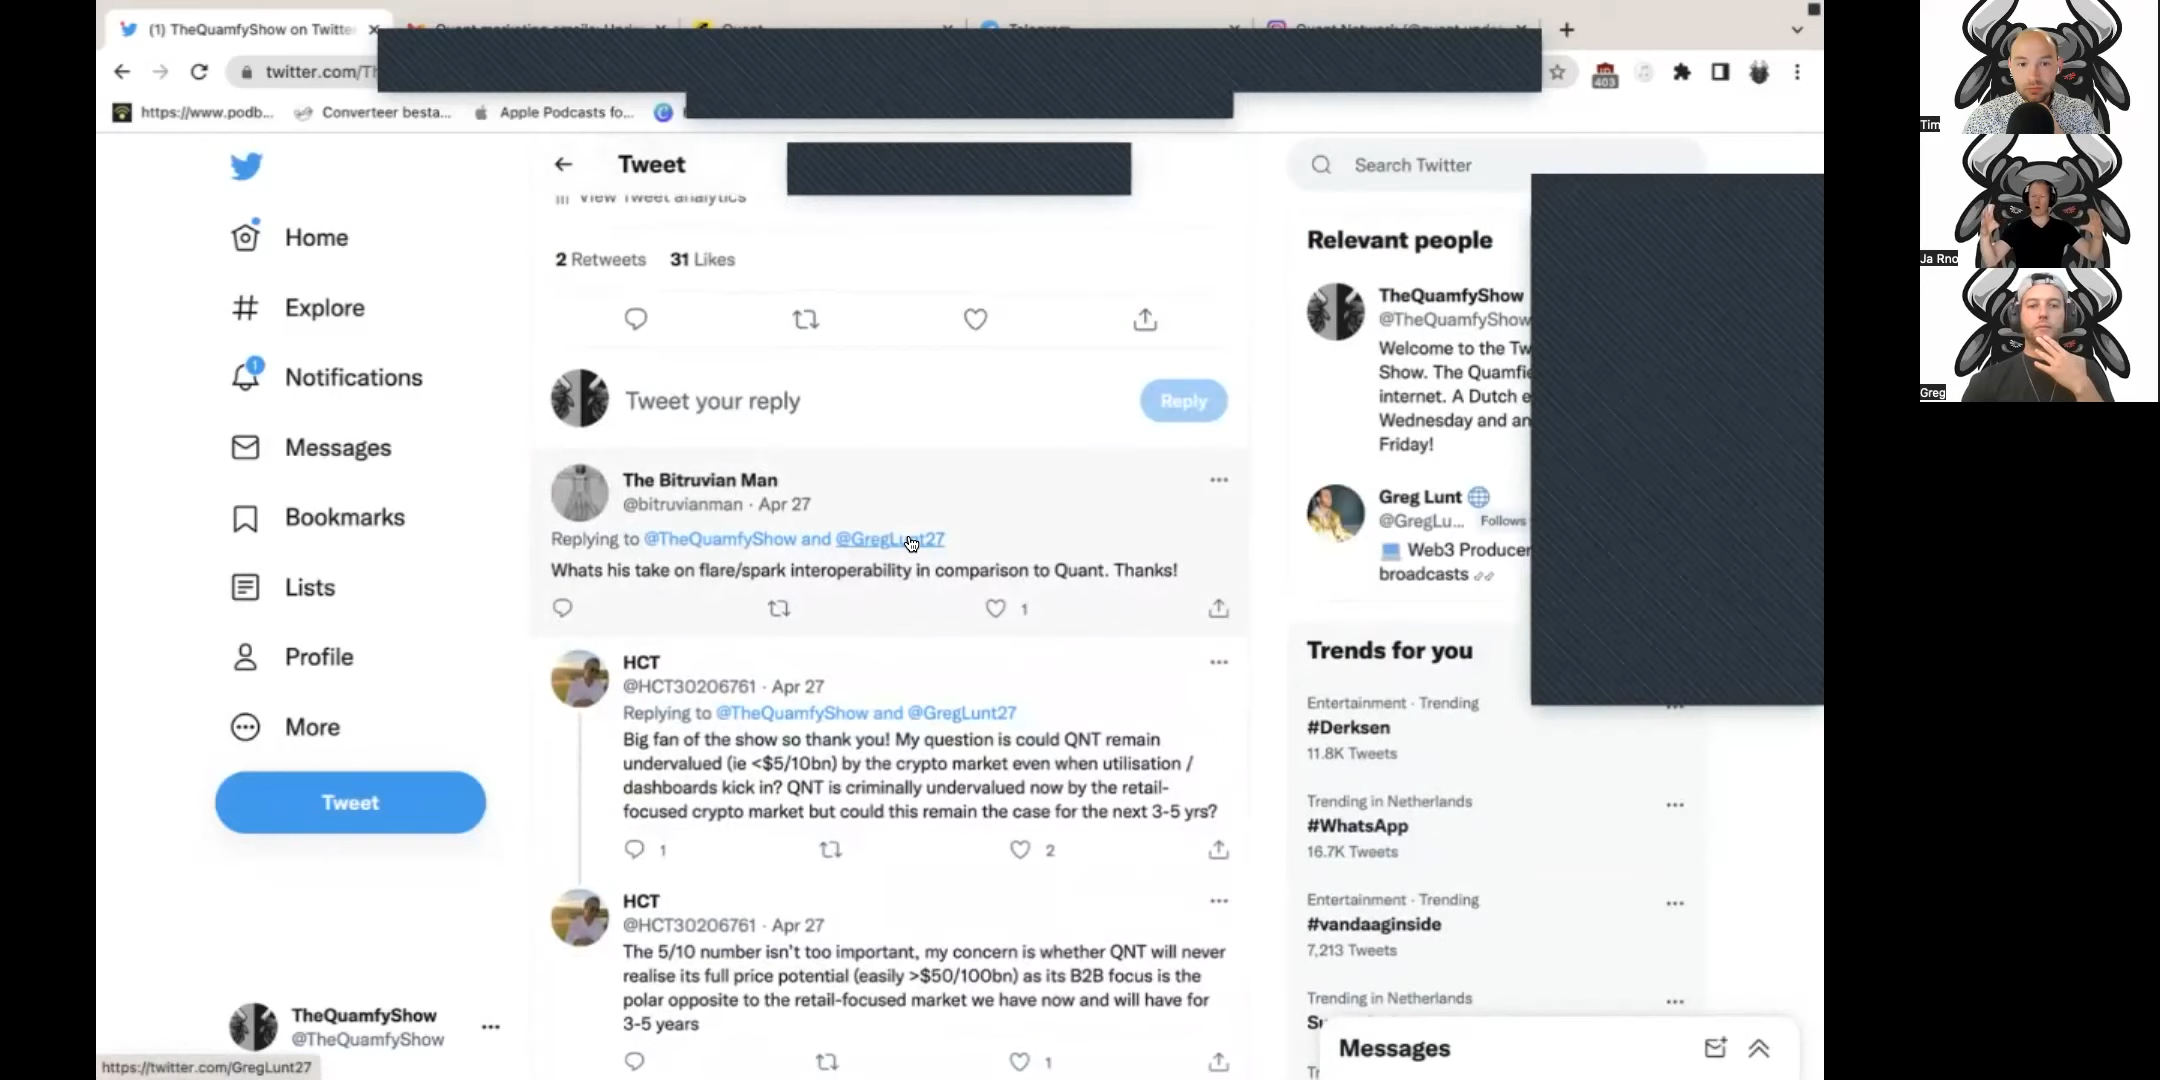 (1) TheQuamfyShow on Twitte
twitter.com/Th
403
https://www.podb...
Converteer besta...
Apple Podcasts fo...
Home
Explore
Notifications
1
Messages
Bookmarks
Lists
Profile
More
Tweet
TheQuamfyShow
@TheQuamfyShow
https://twitter.com/GregLunt27
Tweet
View Tweet analytics
2 Retweets 31 Likes
Tweet your reply
Reply
The Bitruvian Man
@bitruvianman · Apr 27
Replying to @TheQuamfyShow and @GregLunt27
Whats his take on flare/spark interoperability in comparison to Quant. Thanks!
1
HCT
@HCT30206761 · Apr 27
Replying to @TheQuamfyShow and @GregLunt27
Big fan of the show so thank you! My question is could QNT remain
undervalued (ie <$5/10bn) by the crypto market even when utilisation /
dashboards kick in? QNT is criminally undervalued now by the retail-
focused crypto market but could this remain the case for the next 3-5 yrs?
1 2
HCT
@HCT30206761 · Apr 27
The 5/10 number isn't too important, my concern is whether QNT will never
realise its full price potential (easily >$50/100bn) as its B2B focus is the
polar opposite to the retail-focused market we have now and will have for
3-5 years
1
Search Twitter
Relevant people
TheQuamfyShow
@TheQuamfyShow
Welcome to the Tw
Show. The Quamfie
internet. A Dutch e
Wednesday and an
Friday!
Greg Lunt
@GregLu... Follows
Web3 Producer
broadcasts
Trends for you
Entertainment · Trending
#Derksen
11.8K Tweets
Trending in Netherlands
#WhatsApp
16.7K Tweets
Entertainment · Trending
#vandaaginside
7,213 Tweets
Trending in Netherlands
Messages
Tim
Ja Rno
Greg